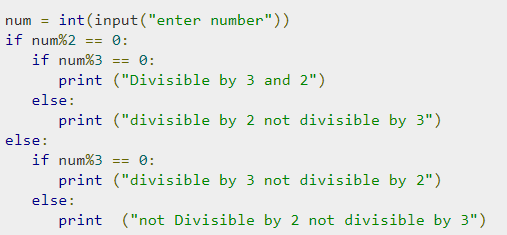 num = int(input("enter number"))
if num%2 == 0:
   if num%3 == 0:
      print ("Divisible by 3 and 2")
   else:
      print ("divisible by 2 not divisible by 3")
else:
   if num%3 == 0:
      print ("divisible by 3 not divisible by 2")
   else:
      print  ("not Divisible by 2 not divisible by 3")